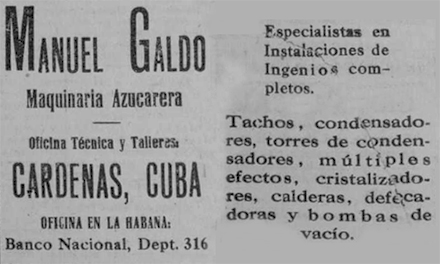 MANUEL GALDO
Maquinaria Azucarera
Oficina Técnica y Talleres:
CARDENAS, CUBA
OFICINA EN LA HABANA:
Banco Nacional, Dept. 316
Especialistas en
Instalaciones de
Ingenios com-
pletos.
Tachos, condensado-
res, torres de conden-
sadores, múltiples
efectos, cristalizado-
res, calderas, defeca-
doras y bombas de
vacío.